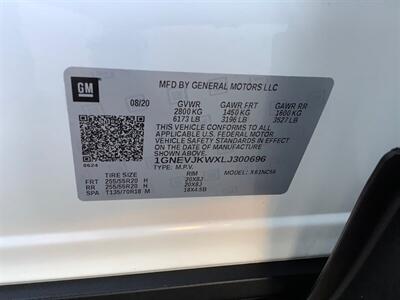 GM
MFD BY GENERAL MOTORS LLC
08/20 GVWR GAWR FRT GAWR RR
2800 KG 1450 KG 1600 KG
6173 LB 3196 LB 3527 LB
THIS VEHICLE CONFORMS TO ALL
APPLICABLE U.S. FEDERAL MOTOR
VEHICLE SAFETY STANDARDS IN EFFECT
ON THE DATE OF MANUFACTURE
SHOWN ABOVE.
1GNEVJKWXLJ300696
TYPE: M.P.V. MODEL: X61NC56
0624
TIRE SIZE RIM
FRT 255/55R20 H 20X8J
RR 255/55R20 H 20X8J
SPA T135/70R18 M 18X4.5B